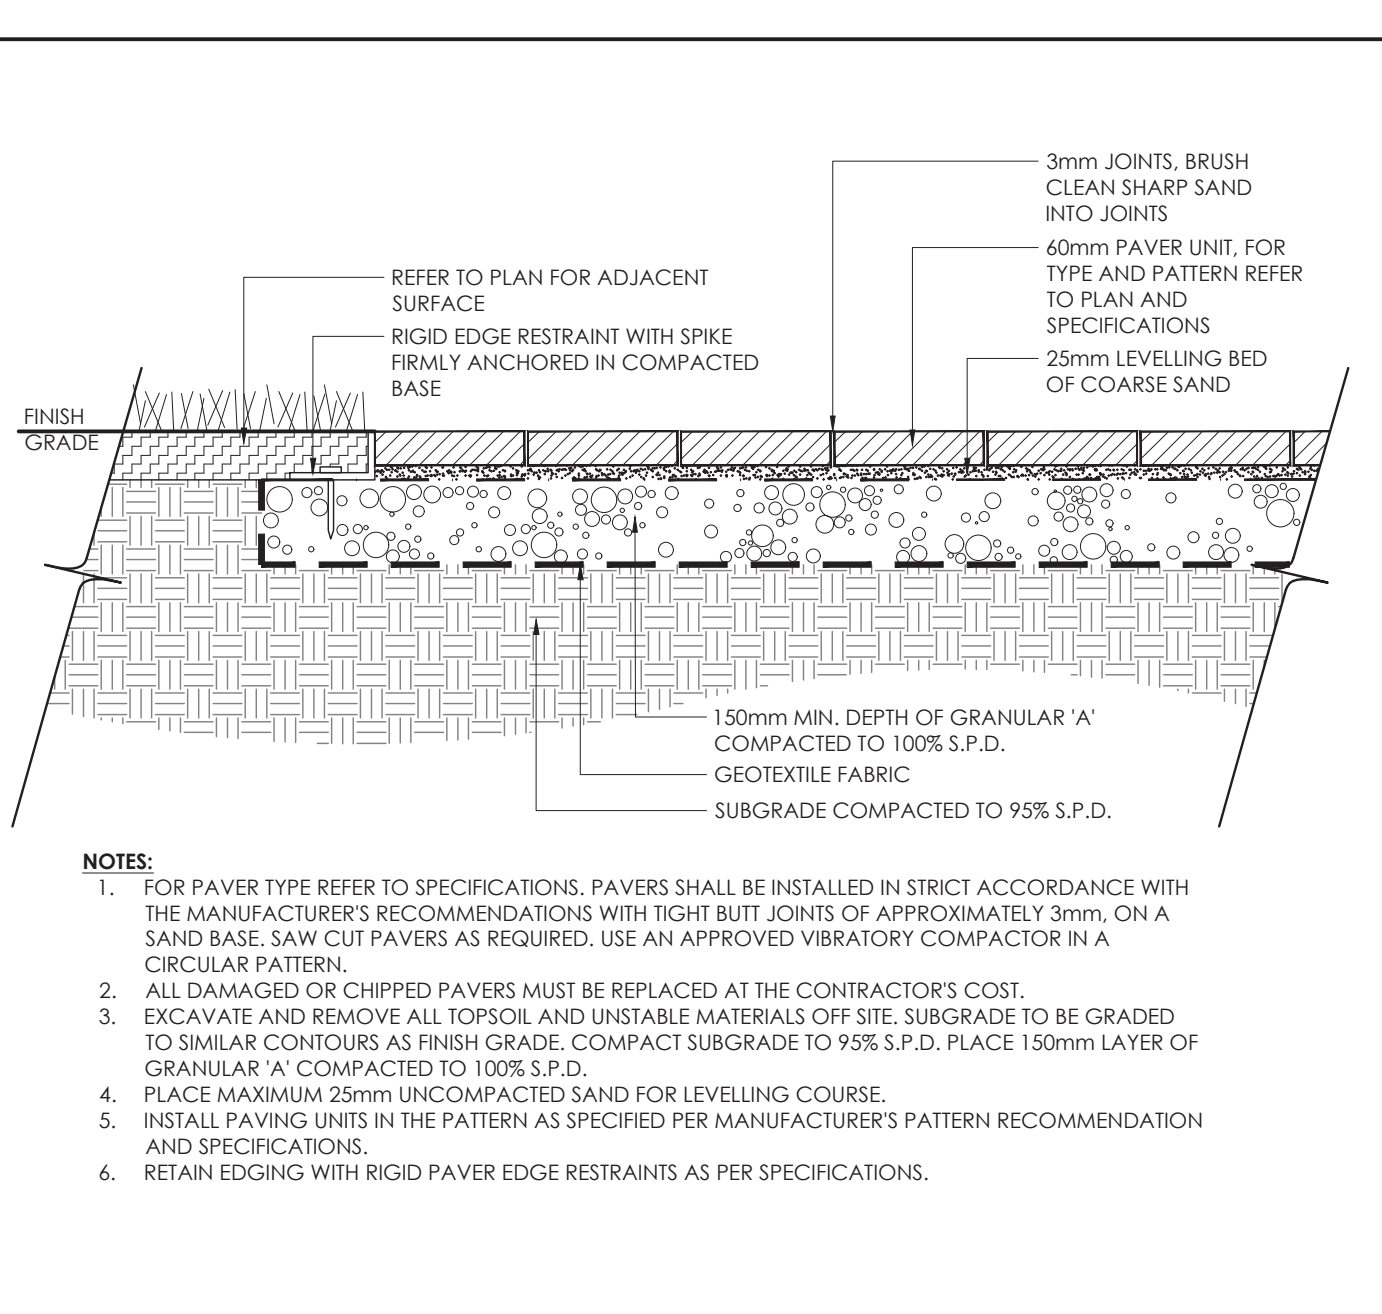 3mm JOINTS, BRUSH
CLEAN SHARP SAND
INTO JOINTS
60mm PAVER UNIT, FOR
TYPE AND PATTERN REFER
TO PLAN AND
SPECIFICATIONS
25mm LEVELLING BED
OF COARSE SAND
REFER TO PLAN FOR ADJACENT
SURFACE
RIGID EDGE RESTRAINT WITH SPIKE
FIRMLY ANCHORED IN COMPACTED
BASE
FINISH
GRADE
150mm MIN. DEPTH OF GRANULAR 'A'
COMPACTED TO 100% S.P.D.
GEOTEXTILE FABRIC
SUBGRADE COMPACTED TO 95% S.P.D.
NOTES:
1. FOR PAVER TYPE REFER TO SPECIFICATIONS. PAVERS SHALL BE INSTALLED IN STRICT ACCORDANCE WITH
THE MANUFACTURER'S RECOMMENDATIONS WITH TIGHT BUTT JOINTS OF APPROXIMATELY 3mm, ON A
SAND BASE. SAW CUT PAVERS AS REQUIRED. USE AN APPROVED VIBRATORY COMPACTOR IN A
CIRCULAR PATTERN.
2. ALL DAMAGED OR CHIPPED PAVERS MUST BE REPLACED AT THE CONTRACTOR'S COST.
3. EXCAVATE AND REMOVE ALL TOPSOIL AND UNSTABLE MATERIALS OFF SITE. SUBGRADE TO BE GRADED
TO SIMILAR CONTOURS AS FINISH GRADE. COMPACT SUBGRADE TO 95% S.P.D. PLACE 150mm LAYER OF
GRANULAR 'A' COMPACTED TO 100% S.P.D.
4. PLACE MAXIMUM 25mm UNCOMPACTED SAND FOR LEVELLING COURSE.
5. INSTALL PAVING UNITS IN THE PATTERN AS SPECIFIED PER MANUFACTURER'S PATTERN RECOMMENDATION
AND SPECIFICATIONS.
6. RETAIN EDGING WITH RIGID PAVER EDGE RESTRAINTS AS PER SPECIFICATIONS.